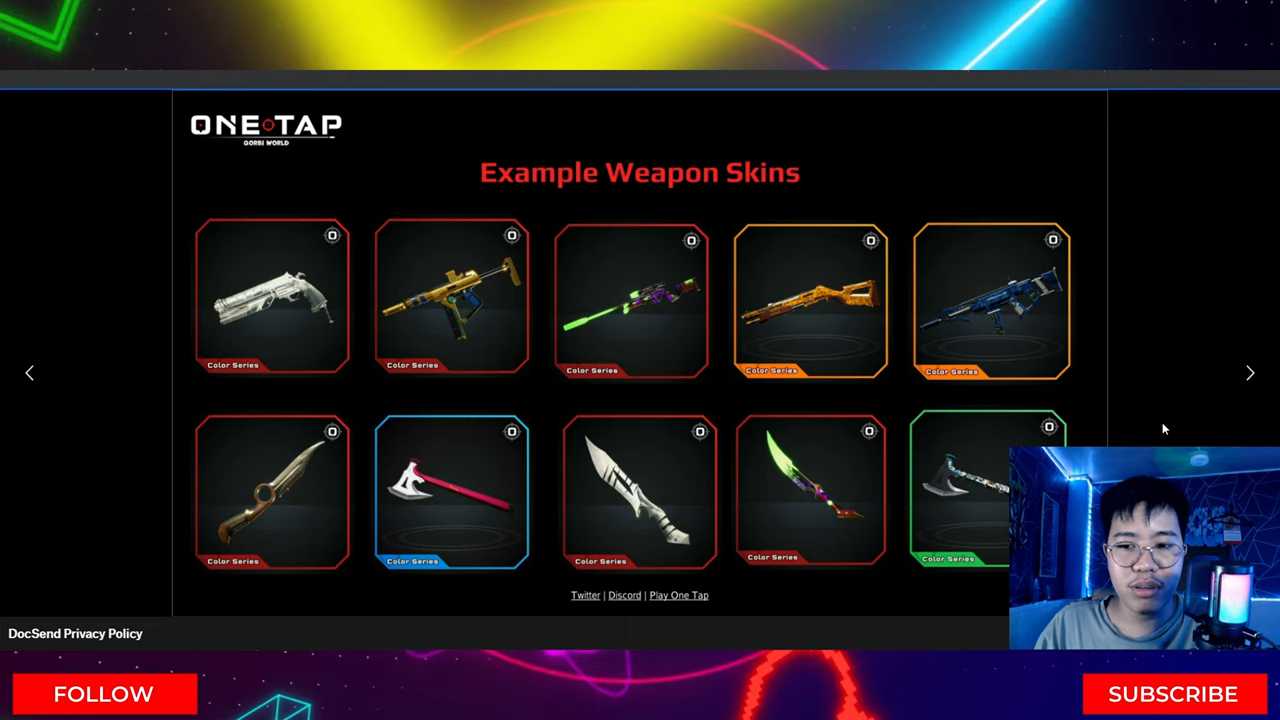 ONE TAP
GORBI WORLD
Example Weapon Skins
Color Series
Color Series
Color Series
Color Series
Color Series
Color Series
Color Series
Color Series
Color Series
Color Series
Twitter | Discord | Play One Tap
DocSend Privacy Policy
FOLLOW
SUBSCRIBE